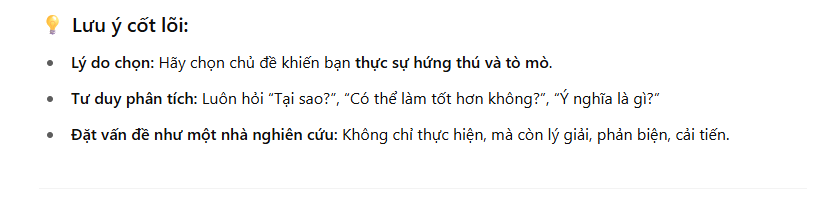 💡 Lưu ý cốt lõi:
• Lý do chọn: Hãy chọn chủ đề khiến bạn thực sự hứng thú và tò mò.
• Tư duy phân tích: Luôn hỏi “Tại sao?”, “Có thể làm tốt hơn không?”, “Ý nghĩa là gì?”
• Đặt vấn đề như một nhà nghiên cứu: Không chỉ thực hiện, mà còn lý giải, phản biện, cải tiến.